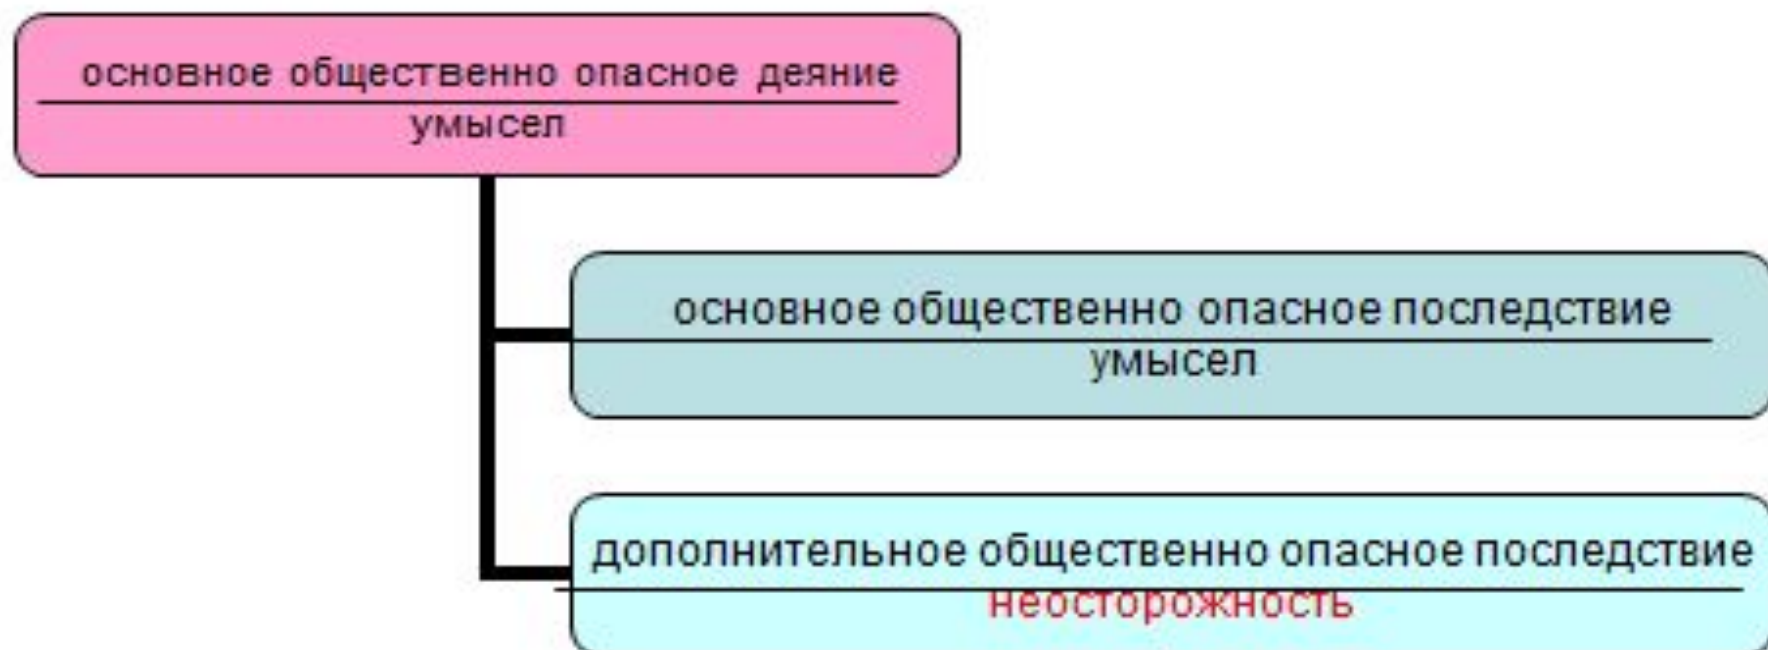 основное общественно опасное деяние
умысел
основное общественно опасное последствие
умысел
дополнительное общественно опасное последствие
неосторожность